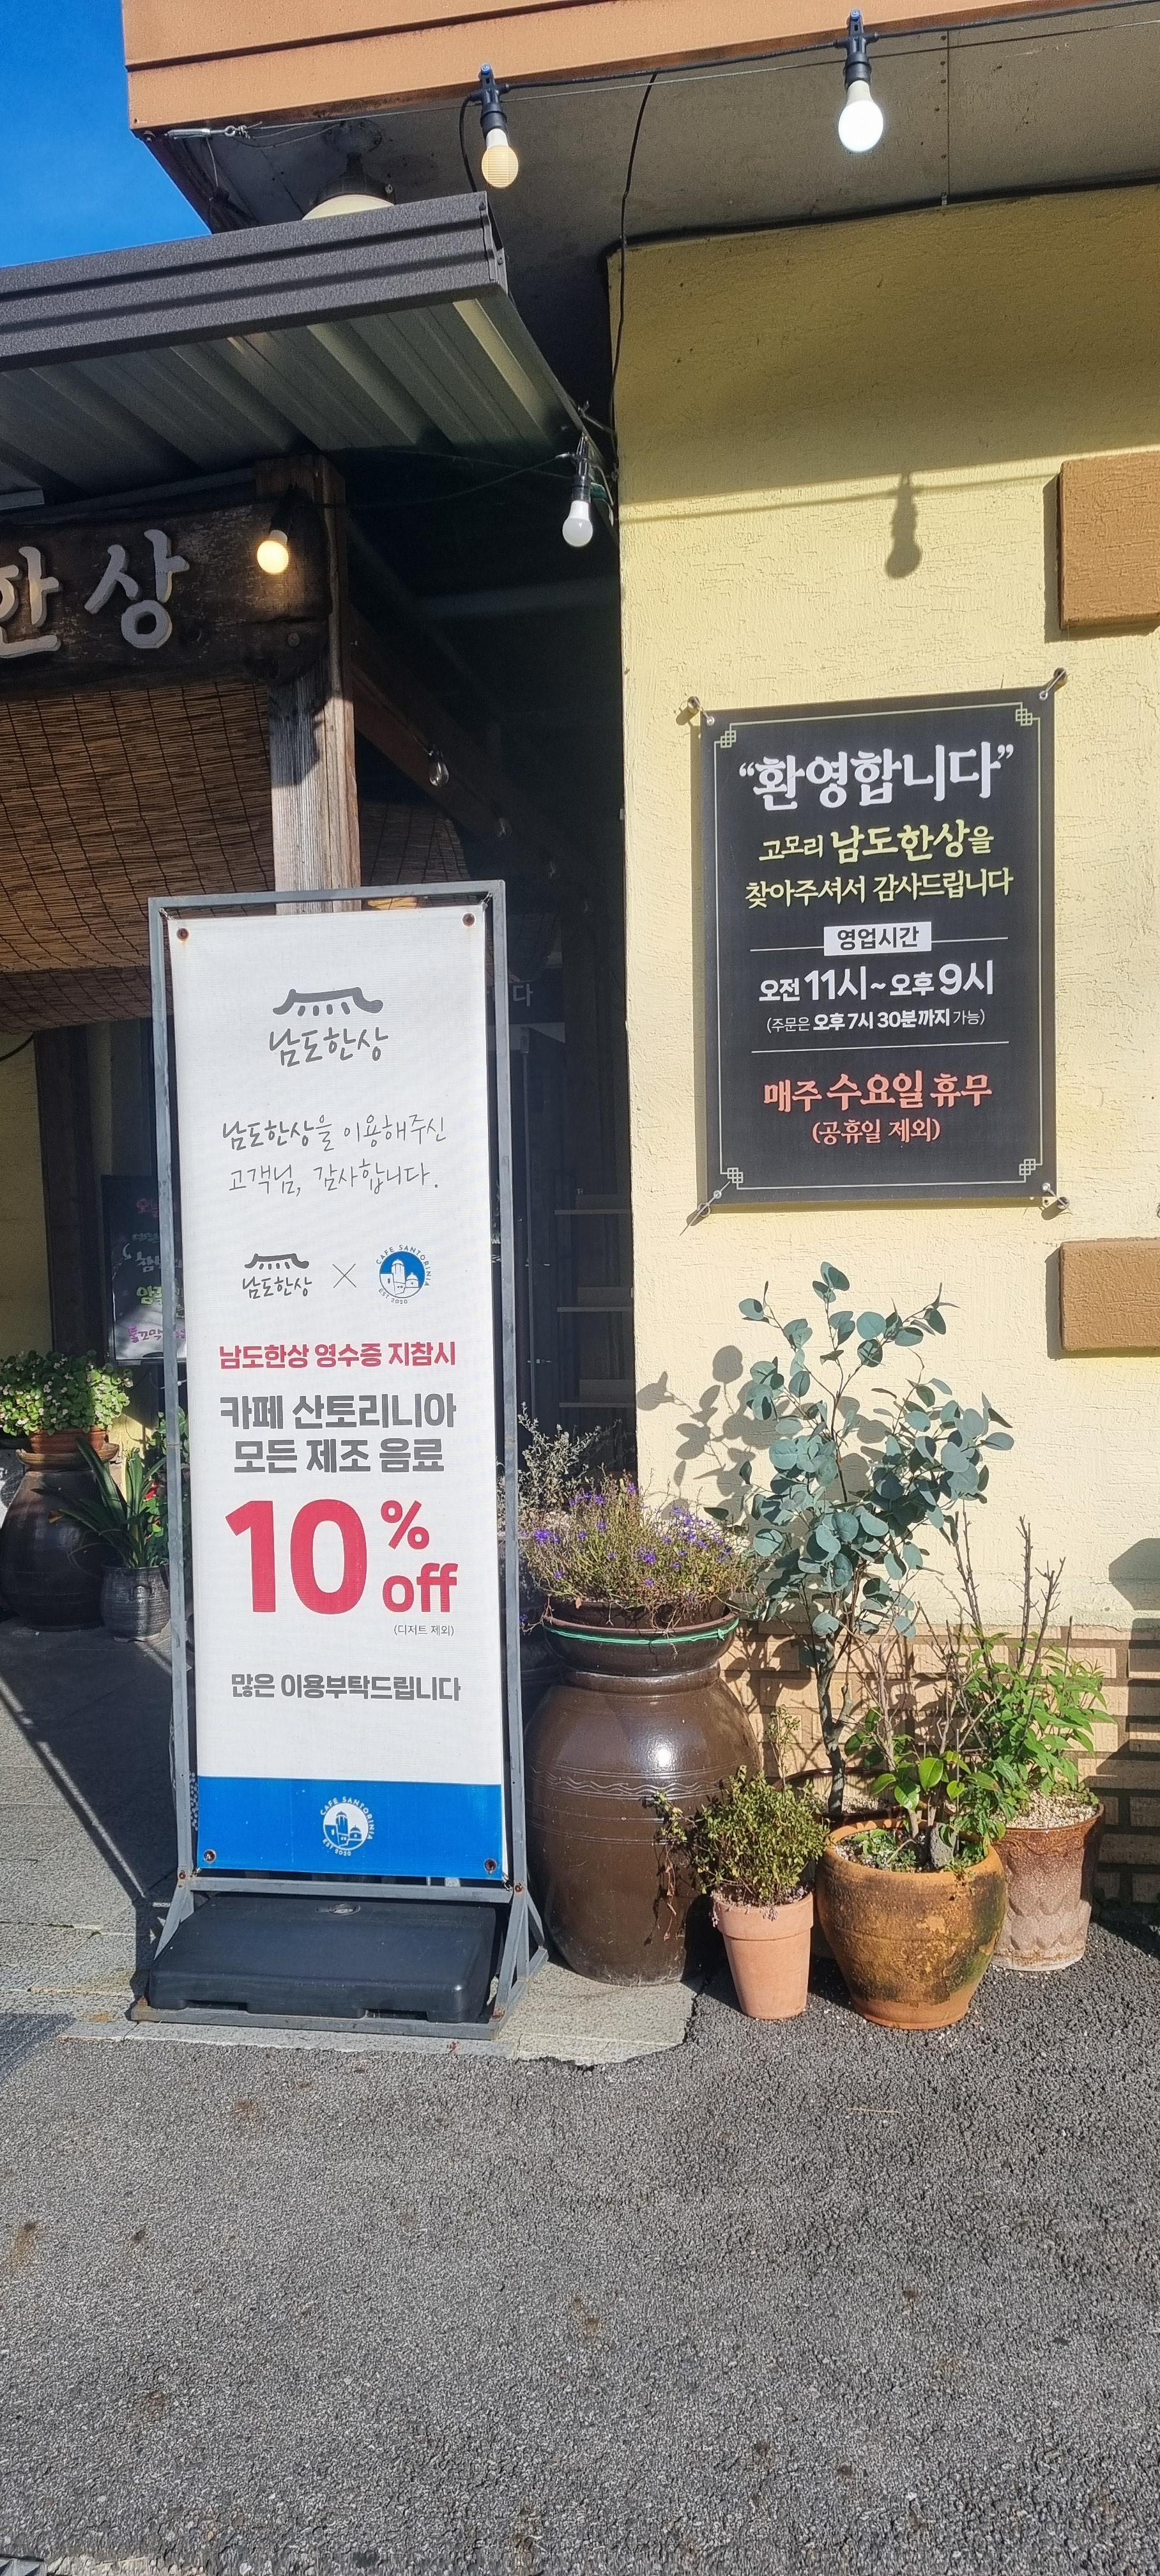 한상
남도한상
남도한상을 이용해주신
고객님, 감사합니다.
남도한상 × CAFE SANTORINIA EST 2020
남도한상 영수증 지참시
카페 산토리니아
모든 제조 음료
10% off
(디저트 제외)
많은 이용부탁드립니다
CAFE SANTORINIA EST 2020
“환영합니다”
고모리 남도한상을
찾아주셔서 감사드립니다
영업시간
오전 11시~오후 9시
(주문은 오후 7시 30분까지 가능)
매주 수요일 휴무
(공휴일 제외)
다